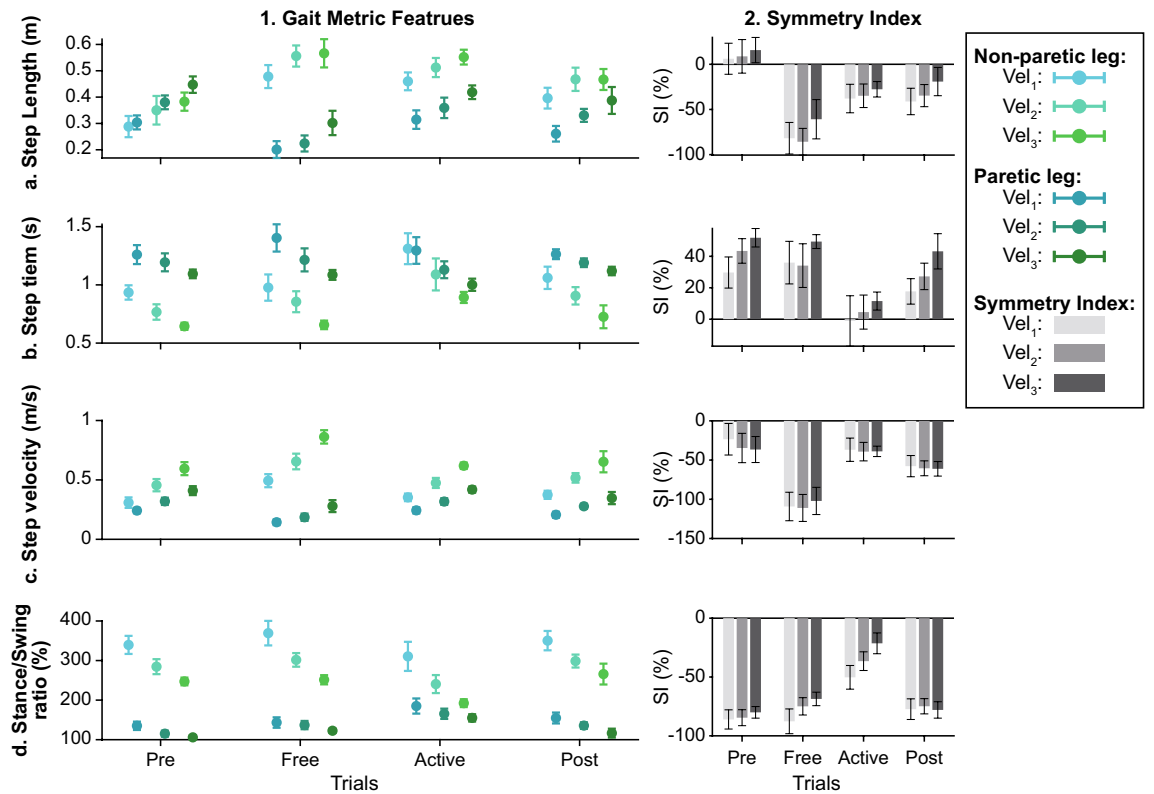 1. Gait Metric Featrues
2. Symmetry Index
a. Step Length (m)
0.6
0.5
0.4
0.3
0.2
SI (%)
0
-50
-100
b. Step tiem (s)
1.5
1
0.5
SI (%)
40
20
0
c. Step velocity (m/s)
1
0.5
0
SI (%)
0
-50
-100
-150
d. Stance/Swing
ratio (%)
400
300
200
100
Pre Free Active Post
Trials
SI (%)
0
-50
-100
Pre Free Active Post
Trials
Non-paretic leg:
Vel1:
Vel2:
Vel3:
Paretic leg:
Vel1:
Vel2:
Vel3:
Symmetry Index:
Vel1:
Vel2:
Vel3: